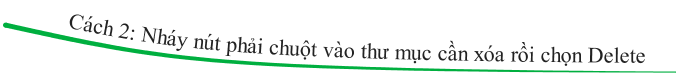 Cách 2: Nháy nút phải chuột vào thư mục cần xóa rồi chọn Delete